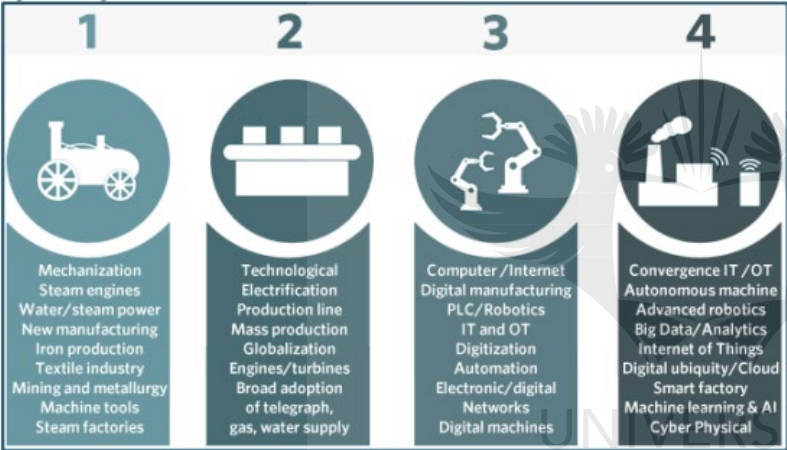 1
2
3
4
Mechanization
Steam engines
Water/steam power
New manufacturing
Iron production
Textile industry
Mining and metallurgy
Machine tools
Steam factories
Technological
Electrification
Production line
Mass production
Globalization
Engines/turbines
Broad adoption
of telegraph,
gas, water supply
Computer/Internet
Digital manufacturing
PLC/Robotics
IT and OT
Digitization
Automation
Electronic/digital
Networks
Digital machines
Convergence IT/OT
Autonomous machine
Advanced robotics
Big Data/Analytics
Internet of Things
Digital ubiquity/Cloud
Smart factory
Machine learning & AI
Cyber Physical
UNIVERS